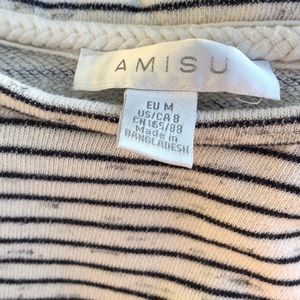 AMISU
EU M
US/CA 8
CN 165/88
Made in
BANGLADESH